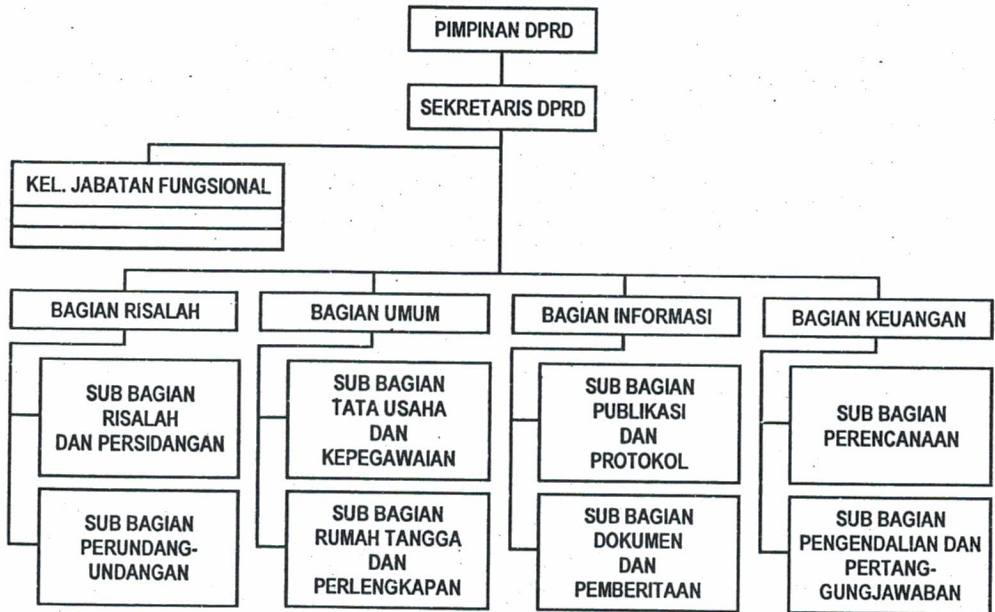 PIMPINAN DPRD
SEKRETARIS DPRD
KEL. JABATAN FUNGSIONAL
BAGIAN RISALAH
BAGIAN UMUM
BAGIAN INFORMASI
BAGIAN KEUANGAN
SUB BAGIAN
RISALAH
DAN PERSIDANGAN
SUB BAGIAN
TATA USAHA
DAN
KEPEGAWAIAN
SUB BAGIAN
PUBLIKASI
DAN
PROTOKOL
SUB BAGIAN
PERENCANAAN
SUB BAGIAN
PERUNDANG-
UNDANGAN
SUB BAGIAN
RUMAH TANGGA
DAN
PERLENGKAPAN
SUB BAGIAN
DOKUMEN
DAN
PEMBERITAAN
SUB BAGIAN
PENGENDALIAN DAN
PERTANG-
GUNGJAWABAN